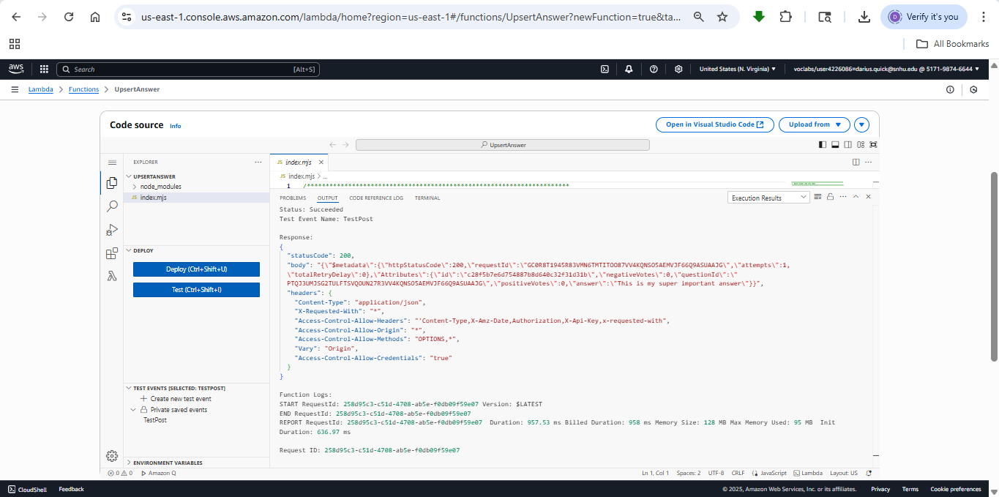 us-east-1.console.aws.amazon.com/lambda/home?region=us-east-1#/functions/UpsertAnswer?newFunction=true&ta...
D Verify it's you
All Bookmarks
aws Search [Alt+S] United States (N. Virginia) voclabs/user4226086=darius.quick@snhu.edu @ 5171-9874-6644
Lambda > Functions > UpsertAnswer
Code source Info Open in Visual Studio Code Upload from
UpsertAnswer
EXPLORER JS index.mjs
UPSERTANSWER JS index.mjs > ...
node_modules 1 /**********************************************************************
JS index.mjs
PROBLEMS OUTPUT CODE REFERENCE LOG TERMINAL Execution Results
Status: Succeeded
Test Event Name: TestPost
Response:
{
"statusCode": 200,
"body": "{\"$metadata\":{\"httpStatusCode\":200,\"requestId\":\"GC0R8T1945R83VMN6TMTITOO87VV4KQNSO5AEMVJF66Q9ASUAAJG\",\"attempts\":1,
\"totalRetryDelay\":0},\"Attributes\":{\"id\":\"c28f5b7e6d754887b8d640c32f31d31b\",\"negativeVotes\":0,\"questionId\":\"
PTQJ3UMJSG2TULFTSVQOUN27R3VV4KQNSO5AEMVJF66Q9ASUAAJG\",\"positiveVotes\":0,\"answer\":\"This is my super important answer\"}}",
"headers": {
"Content-Type": "application/json",
"X-Requested-With": "*",
"Access-Control-Allow-Headers": "'Content-Type,X-Amz-Date,Authorization,X-Api-Key,x-requested-with",
"Access-Control-Allow-Origin": "*",
"Access-Control-Allow-Methods": "OPTIONS,*",
"Vary": "Origin",
"Access-Control-Allow-Credentials": "true"
}
}
Function Logs:
START RequestId: 258d95c3-c51d-4708-ab5e-f0db09f59e07 Version: $LATEST
END RequestId: 258d95c3-c51d-4708-ab5e-f0db09f59e07
REPORT RequestId: 258d95c3-c51d-4708-ab5e-f0db09f59e07 Duration: 957.53 ms Billed Duration: 958 ms Memory Size: 128 MB Max Memory Used: 95 MB Init
Duration: 636.97 ms
Request ID: 258d95c3-c51d-4708-ab5e-f0db09f59e07
DEPLOY
Deploy (Ctrl+Shift+U)
Test (Ctrl+Shift+I)
TEST EVENTS [SELECTED: TESTPOST]
Create new test event
Private saved events
TestPost
ENVIRONMENT VARIABLES
0 0 Amazon Q Ln 1, Col 1 Spaces: 2 UTF-8 CRLF JavaScript Lambda Layout: US
CloudShell Feedback © 2025, Amazon Web Services, Inc. or its affiliates. Privacy Terms Cookie preferences